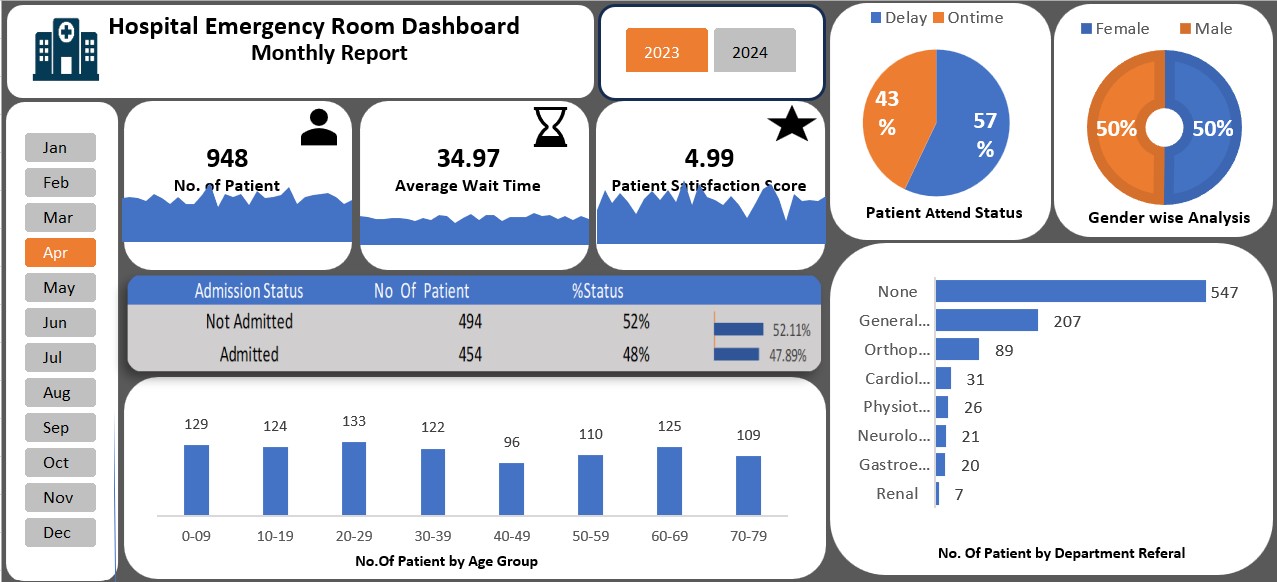 Hospital Emergency Room Dashboard
Monthly Report
2023
2024
Jan
Feb
Mar
Apr
May
Jun
Jul
Aug
Sep
Oct
Nov
Dec
948
No. of Patient
34.97
Average Wait Time
4.99
Patient Satisfaction Score
Delay Ontime
43
%
57
%
Patient Attend Status
Female Male
50% 50%
Gender wise Analysis
Admission Status No Of Patient %Status
Not Admitted 494 52% 52.11%
Admitted 454 48% 47.89%
129 124 133 122 96 110 125 109
0-09 10-19 20-29 30-39 40-49 50-59 60-69 70-79
No.Of Patient by Age Group
None 547
General... 207
Orthop... 89
Cardiol... 31
Physiot... 26
Neurolo... 21
Gastroe... 20
Renal 7
No. Of Patient by Department Referal